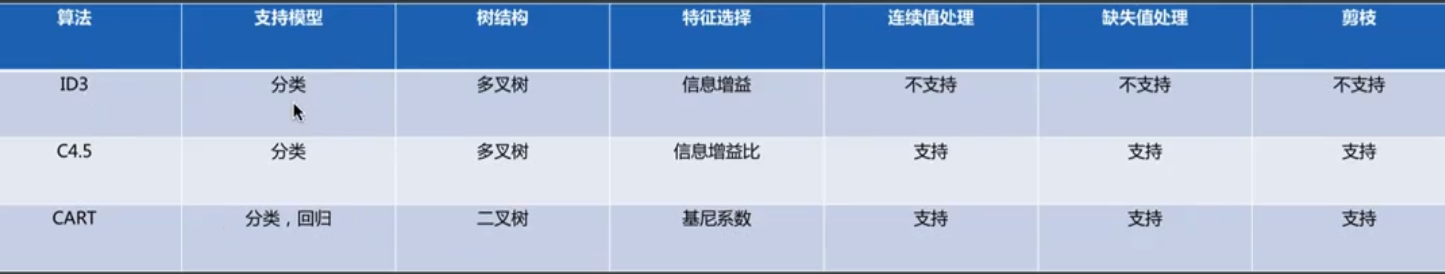 算法 支持模型 树结构 特征选择 连续值处理 缺失值处理 剪枝
ID3 分类 多叉树 信息增益 不支持 不支持 不支持
C4.5 分类 多叉树 信息增益比 支持 支持 支持
CART 分类，回归 二叉树 基尼系数 支持 支持 支持